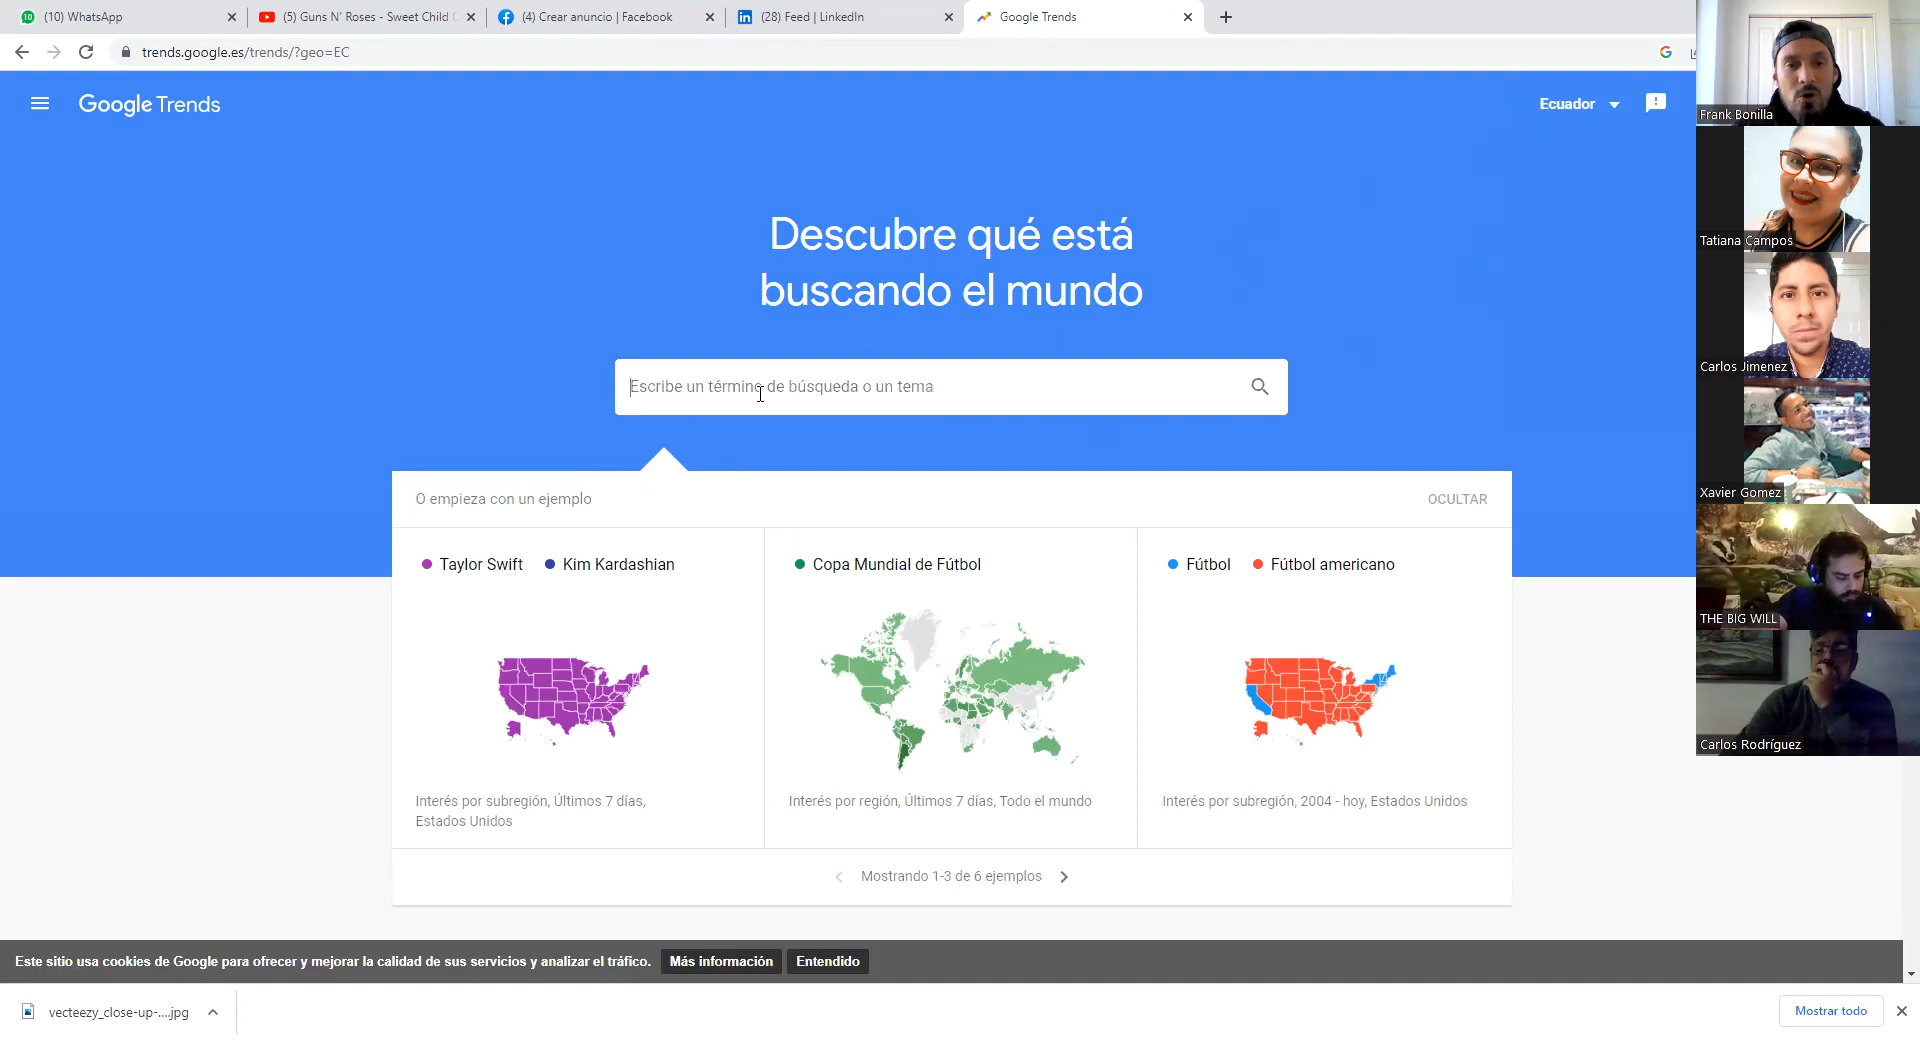 (10) WhatsApp
(5) Guns N' Roses - Sweet Child
(4) Crear anuncio | Facebook
(28) Feed | LinkedIn
Google Trends
trends.google.es/trends/?geo=EC
Google Trends
Ecuador
Descubre qué está
buscando el mundo
Escribe un término de búsqueda o un tema
O empieza con un ejemplo
OCULTAR
Taylor Swift
Kim Kardashian
Copa Mundial de Fútbol
Fútbol
Fútbol americano
Interés por subregión, Últimos 7 días,
Estados Unidos
Interés por región, Últimos 7 días, Todo el mundo
Interés por subregión, 2004 - hoy, Estados Unidos
Mostrando 1-3 de 6 ejemplos
Este sitio usa cookies de Google para ofrecer y mejorar la calidad de sus servicios y analizar el tráfico.
Más información
Entendido
vecteezy_close-up-....jpg
Mostrar todo
Frank Bonilla
Tatiana Campos
Carlos Jimenez
Xavier Gomez
THE BIG WILL
Carlos Rodríguez